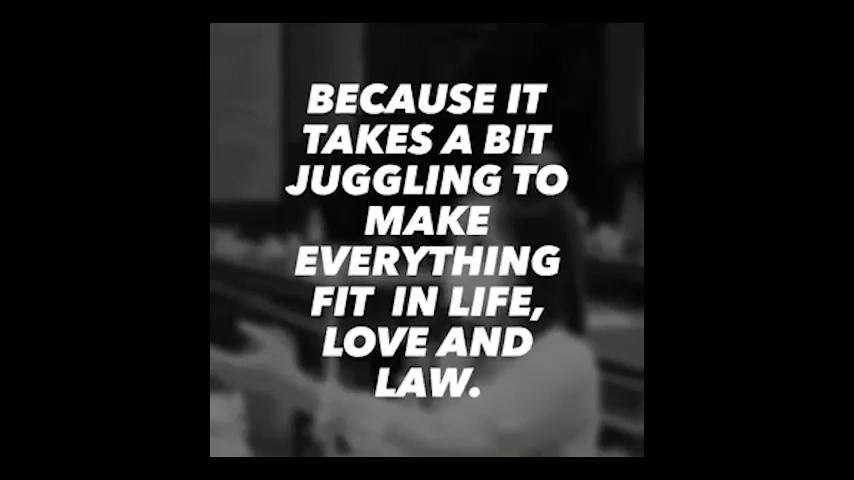 BECAUSE IT
TAKES A BIT
JUGGLING TO
MAKE
EVERYTHING
FIT IN LIFE,
LOVE AND
LAW.